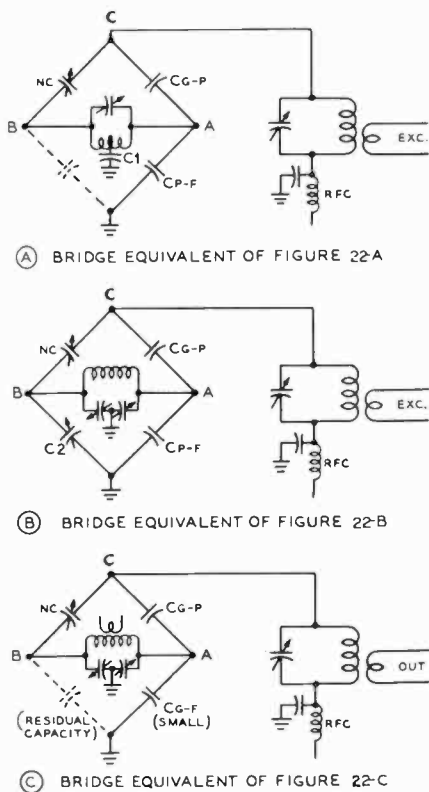 C
NC
CG-P
B
A
C1
CP-F
EXC.
RFC
A BRIDGE EQUIVALENT OF FIGURE 22-A
C
NC
CG-P
B
A
C2
CP-F
EXC.
RFC
B BRIDGE EQUIVALENT OF FIGURE 22-B
C
NC
CG-P
B
A
(RESIDUAL
CAPACITY)
CG-F
(SMALL)
OUT
RFC
C BRIDGE EQUIVALENT OF FIGURE 22-C